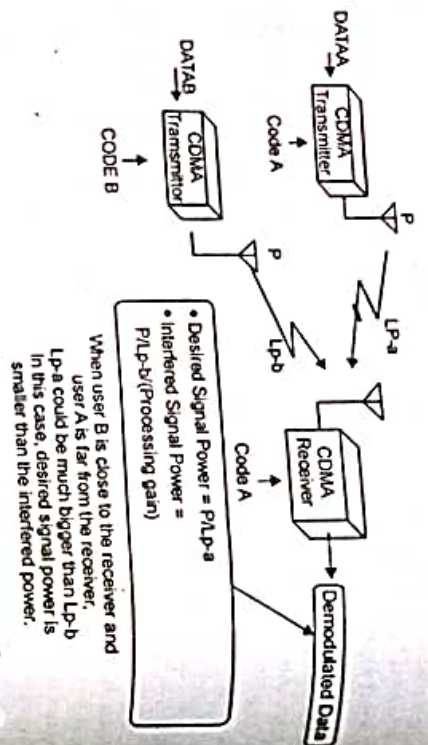 DATAA
CDMA
Transmitter
Code A
P
LP-a
DATAB
CDMA
Tramsmittor
CODE B
P
Lp-b
CDMA
Receiver
Code A
Demodulated Data
• Desired Signal Power = P/Lp-a
• Interfered Signal Power =
P/Lp-b/(Processing gain)
When user B is close to the receiver and
user A is far from the receiver,
Lp-a could be much bigger than Lp-b
In this case, desired signal power is
smaller than the interfered power.